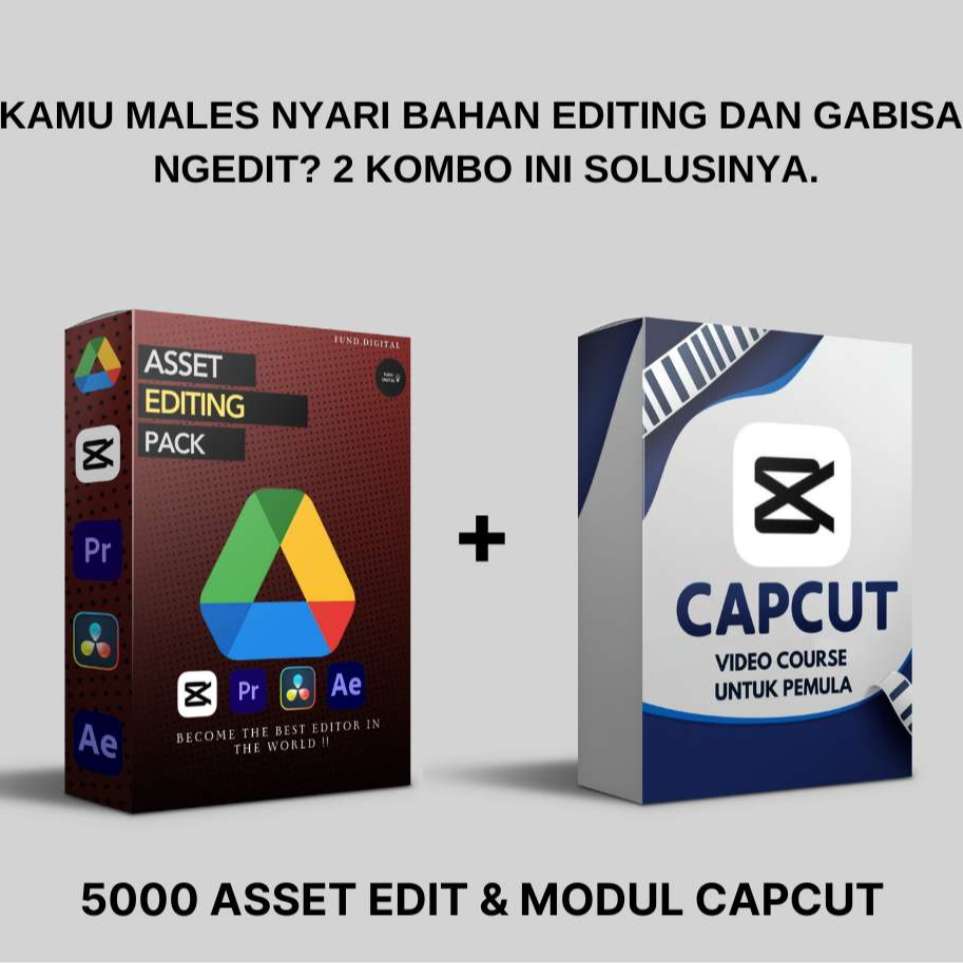 KAMU MALES NYARI BAHAN EDITING DAN GABISA
NGEDIT? 2 KOMBO INI SOLUSINYA.
FUND.DIGITAL
ASSET
EDITING
PACK
Pr
Ae
Pr
Ae
BECOME THE BEST EDITOR IN
THE WORLD !!
+
CAPCUT
VIDEO COURSE
UNTUK PEMULA
5000 ASSET EDIT & MODUL CAPCUT